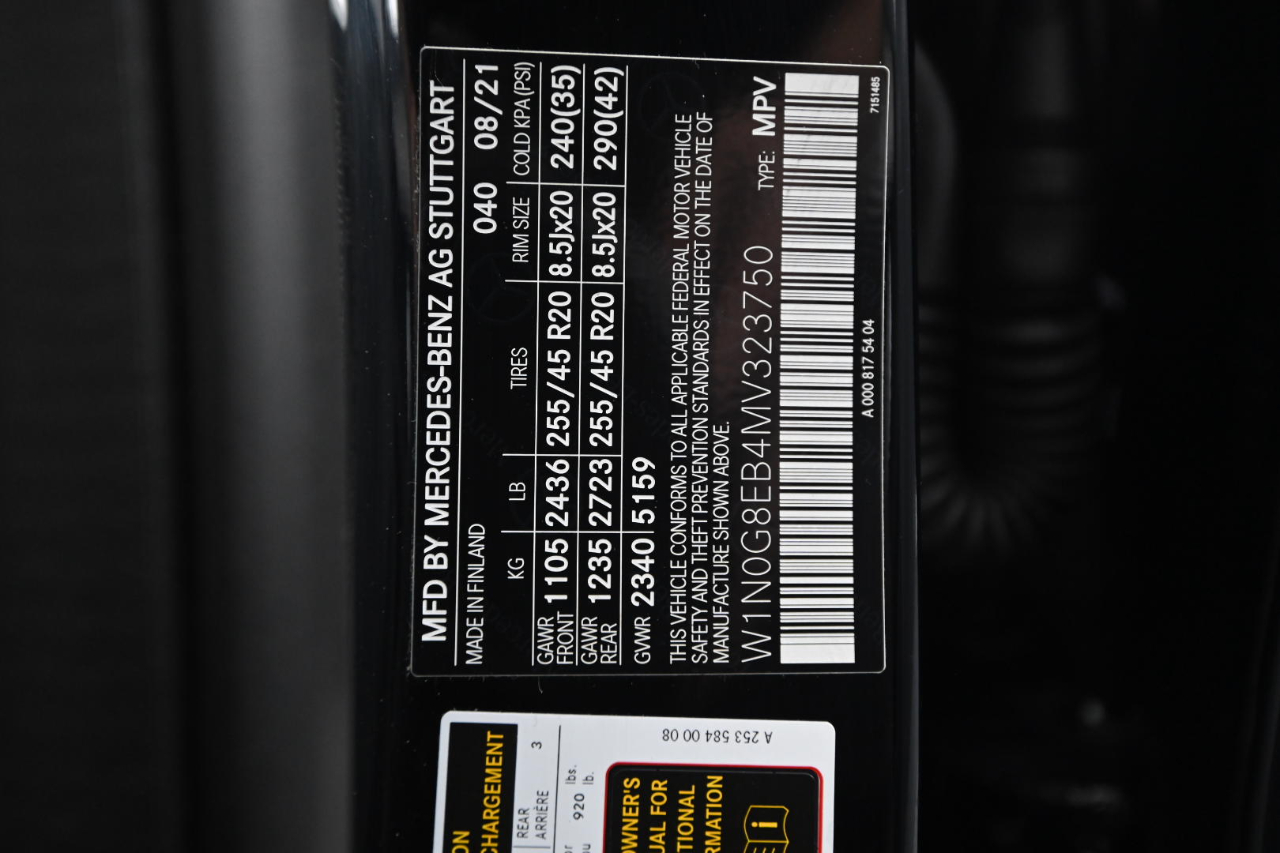 MFD BY MERCEDES-BENZ AG STUTTGART
MADE IN FINLAND 040 08/21
KG LB TIRES RIM SIZE COLD KPA(PSI)
GAWR FRONT 1105 2436 255/45 R20 8.5Jx20 240(35)
GAWR REAR 1235 2723 255/45 R20 8.5Jx20 290(42)
GVWR 2340 5159
THIS VEHICLE CONFORMS TO ALL APPLICABLE FEDERAL MOTOR VEHICLE
SAFETY AND THEFT PREVENTION STANDARDS IN EFFECT ON THE DATE OF
MANUFACTURE SHOWN ABOVE. TYPE: MPV
W1N0G8EB4MV323750
A 000 817 54 04 7151485
CHARGEMENT
REAR 3
ARRIÈRE
920 lbs.
lb.
OWNER'S
FOR
A 253 584 00 08